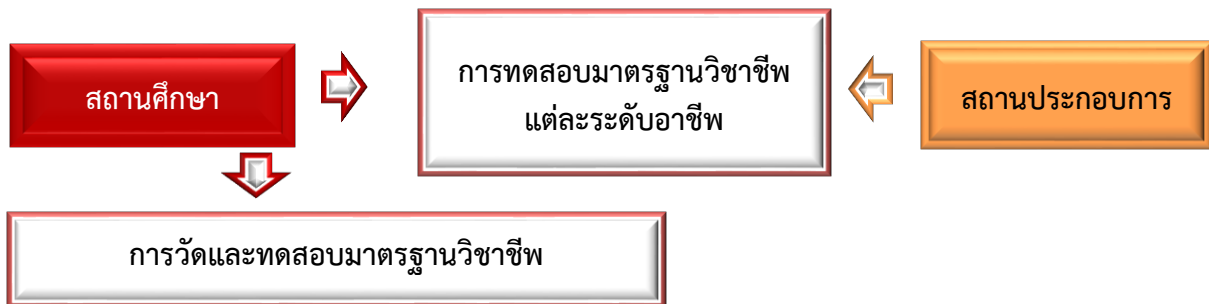 สถานศึกษา
การทดสอบมาตรฐานวิชาชีพ
แต่ละระดับอาชีพ
สถานประกอบการ
การวัดและทดสอบมาตรฐานวิชาชีพ